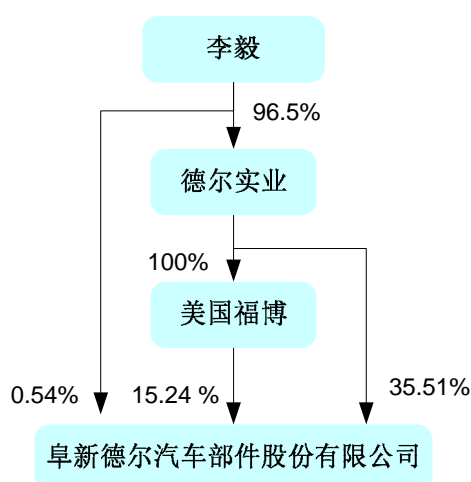 李毅
96.5%
德尔实业
100%
美国福博
0.54%
15.24 %
35.51%
阜新德尔汽车部件股份有限公司